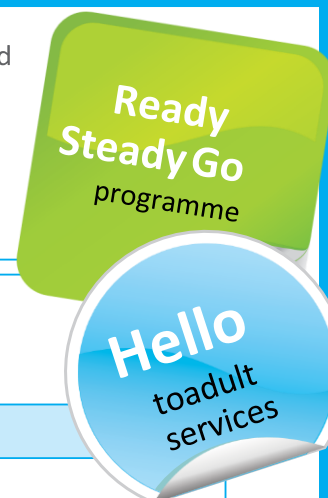 d
Ready
Steady Go
programme
Hello
toadult
services